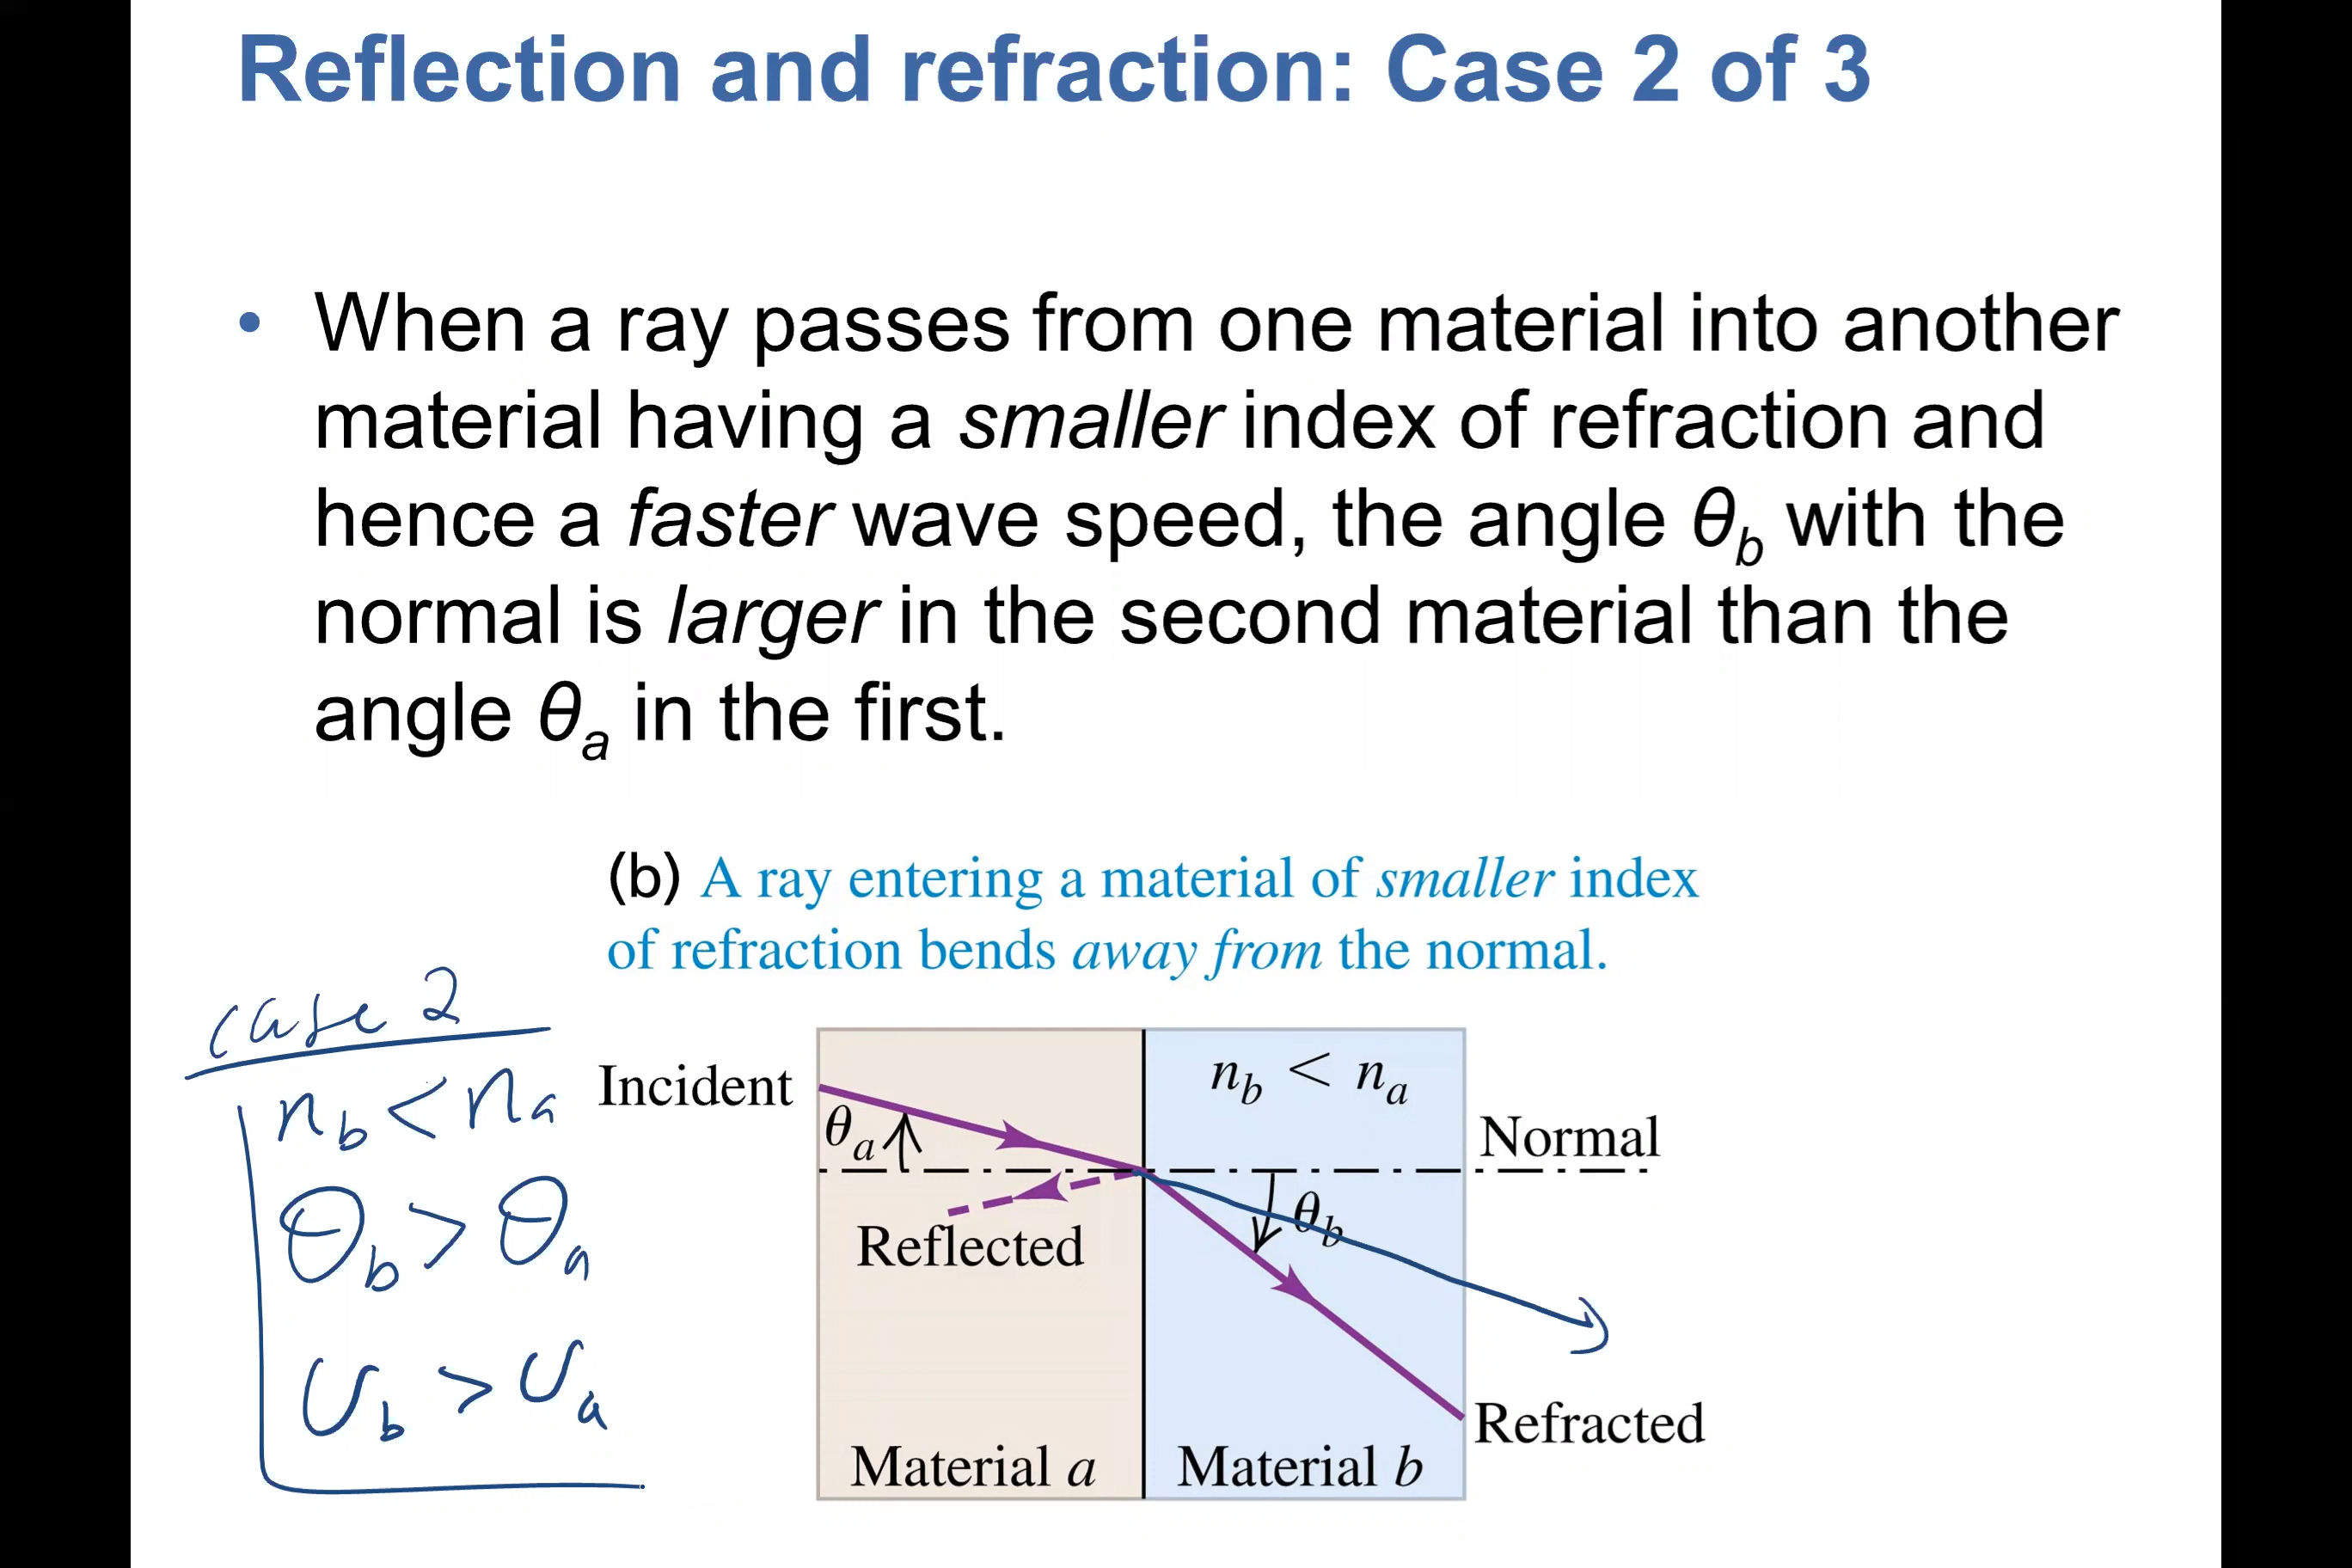 Reflection and refraction: Case 2 of 3
• When a ray passes from one material into another
material having a smaller index of refraction and
hence a faster wave speed, the angle θb with the
normal is larger in the second material than the
angle θa in the first.
(b) A ray entering a material of smaller index
of refraction bends away from the normal.
case 2
nb < na
θb > θa
υb > υa
Incident
nb < na
θa
Normal
θb
Reflected
Refracted
Material a
Material b